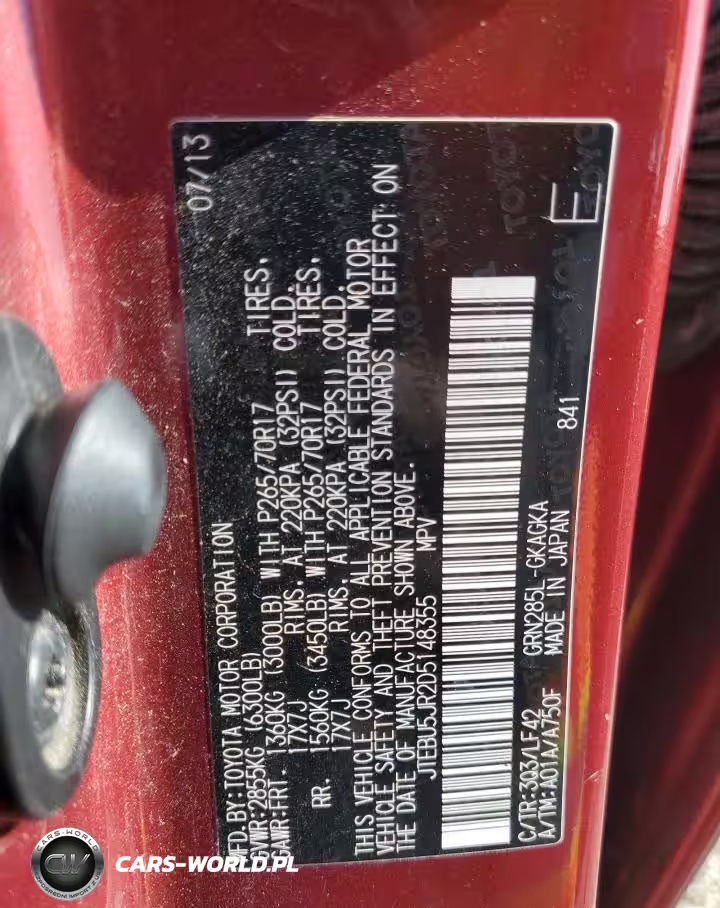 07/13
MFD.BY:TOYOTA MOTOR CORPORATION
GVWR:2855KG (6300LB)
GAWR:FRT. 1360KG (3000LB) WITH P265/70R17 TIRES.
17X7J RIMS. AT 220KPA (32PSI) COLD.
RR. 1560KG (3450LB) WITH P265/70R17 TIRES.
17X7J RIMS. AT 220KPA (32PSI) COLD.
THIS VEHICLE CONFORMS TO ALL APPLICABLE FEDERAL MOTOR
VEHICLE SAFETY AND THEFT PREVENTION STANDARDS IN EFFECT ON
THE DATE OF MANUFACTURE SHOWN ABOVE.
JTEBU5JR2D5148355 MPV
C/TR:3Q3/LF42 GRN285L-GKAGKA
A/TM:A01A/A750F MADE IN JAPAN
841
E
CARS-WORLD
CW
CARS-WORLD.PL